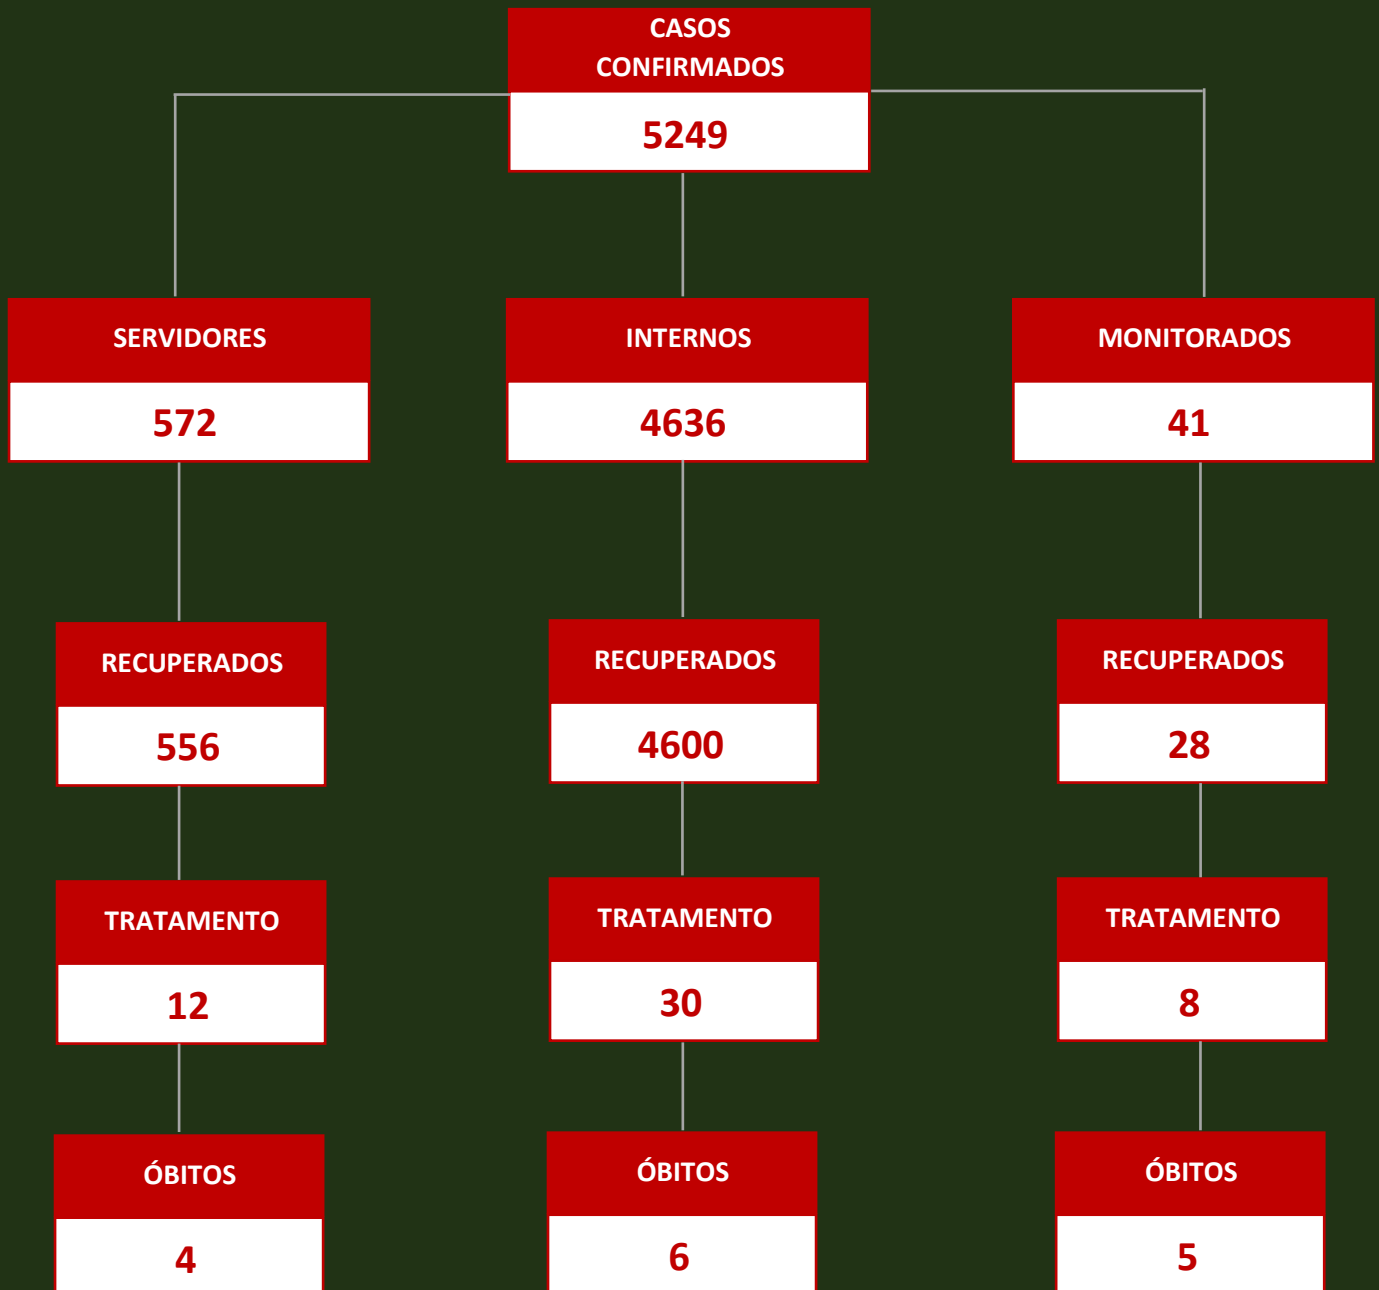 CASOS
CONFIRMADOS
5249
SERVIDORES
572
INTERNOS
4636
MONITORADOS
41
RECUPERADOS
556
RECUPERADOS
4600
RECUPERADOS
28
TRATAMENTO
12
TRATAMENTO
30
TRATAMENTO
8
ÓBITOS
4
ÓBITOS
6
ÓBITOS
5